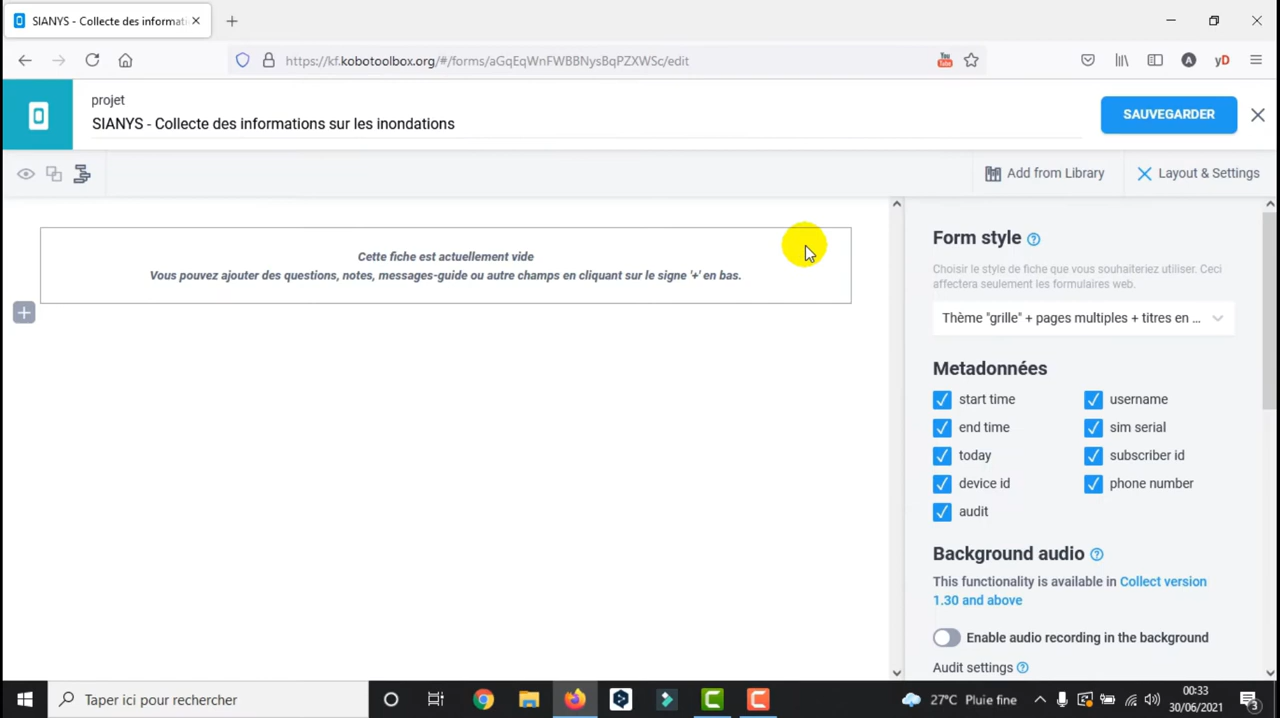 SIANYS - Collecte des informati
https://kf.kobotoolbox.org/#/forms/aGqEqWnFWBBNysBqPZXWSc/edit
You Tube
A
yD
projet
SIANYS - Collecte des informations sur les inondations
SAUVEGARDER
Add from Library
Layout & Settings
Cette fiche est actuellement vide
Vous pouvez ajouter des questions, notes, messages-guide ou autre champs en cliquant sur le signe '+' en bas.
Form style
Choisir le style de fiche que vous souhaiteriez utiliser. Ceci
affectera seulement les formulaires web.
Thème "grille" + pages multiples + titres en ...
Metadonnées
start time
username
end time
sim serial
today
subscriber id
device id
phone number
audit
Background audio
This functionality is available in Collect version
1.30 and above
Enable audio recording in the background
Audit settings
Taper ici pour rechercher
27°C Pluie fine
00:33
30/06/2021
3